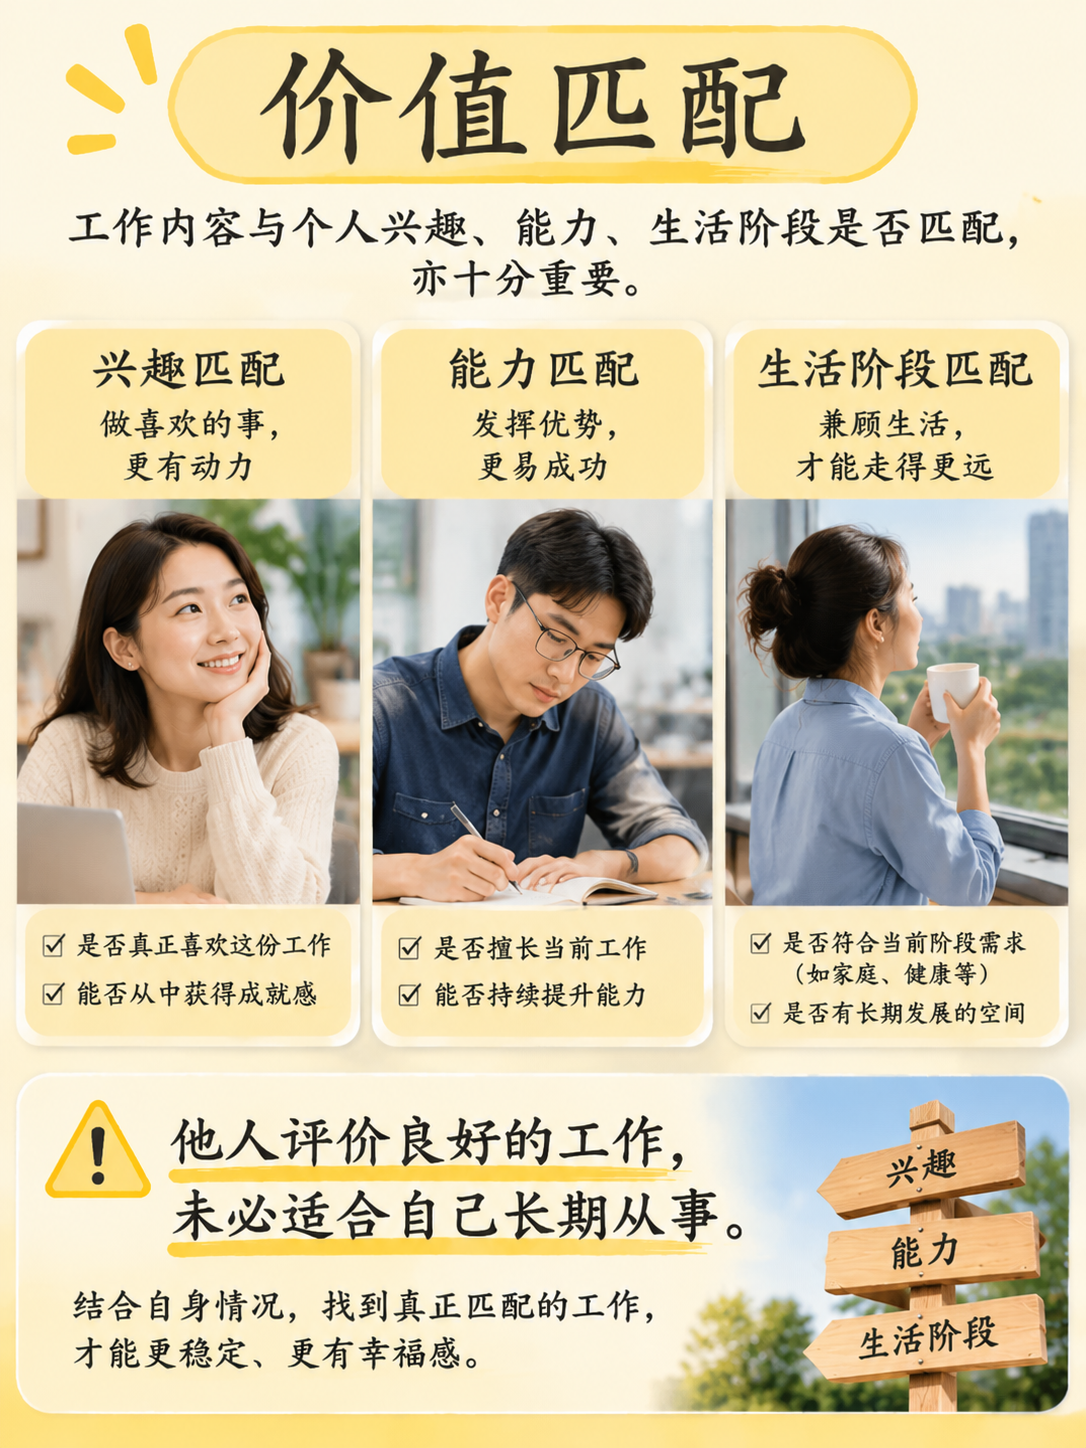 价值匹配
工作内容与个人兴趣、能力、生活阶段是否匹配，
亦十分重要。
兴趣匹配
做喜欢的事，
更有动力
☑ 是否真正喜欢这份工作
☑ 能否从中获得成就感
能力匹配
发挥优势，
更易成功
☑ 是否擅长当前工作
☑ 能否持续提升能力
生活阶段匹配
兼顾生活，
才能走得更远
☑ 是否符合当前阶段需求
（如家庭、健康等）
☑ 是否有长期发展的空间
他人评价良好的工作，
未必适合自己长期从事。
结合自身情况，找到真正匹配的工作，
才能更稳定、更有幸福感。
兴趣
能力
生活阶段